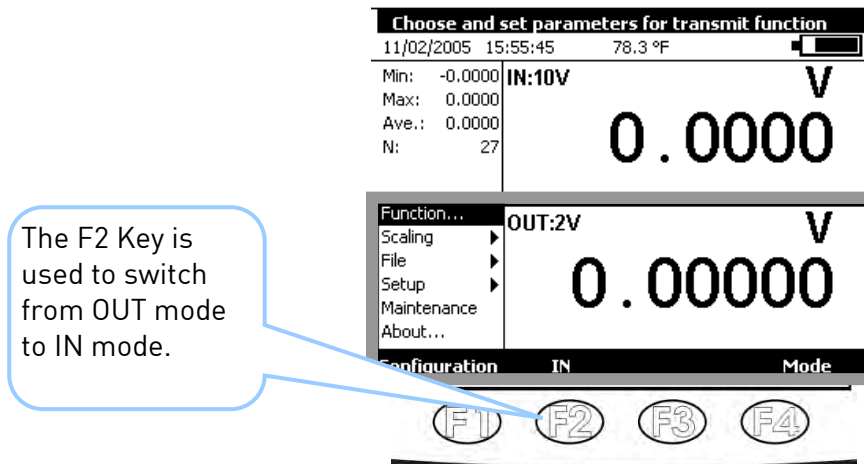 Choose and set parameters for transmit function
11/02/2005 15:55:45 78.3 °F
Min: -0.0000
Max: 0.0000
Ave.: 0.0000
N: 27
IN:10V V
0.0000
Function...
Scaling
File
Setup
Maintenance
About...
OUT:2V V
0.00000
Configuration IN Mode
F1 F2 F3 F4
The F2 Key is
used to switch
from OUT mode
to IN mode.